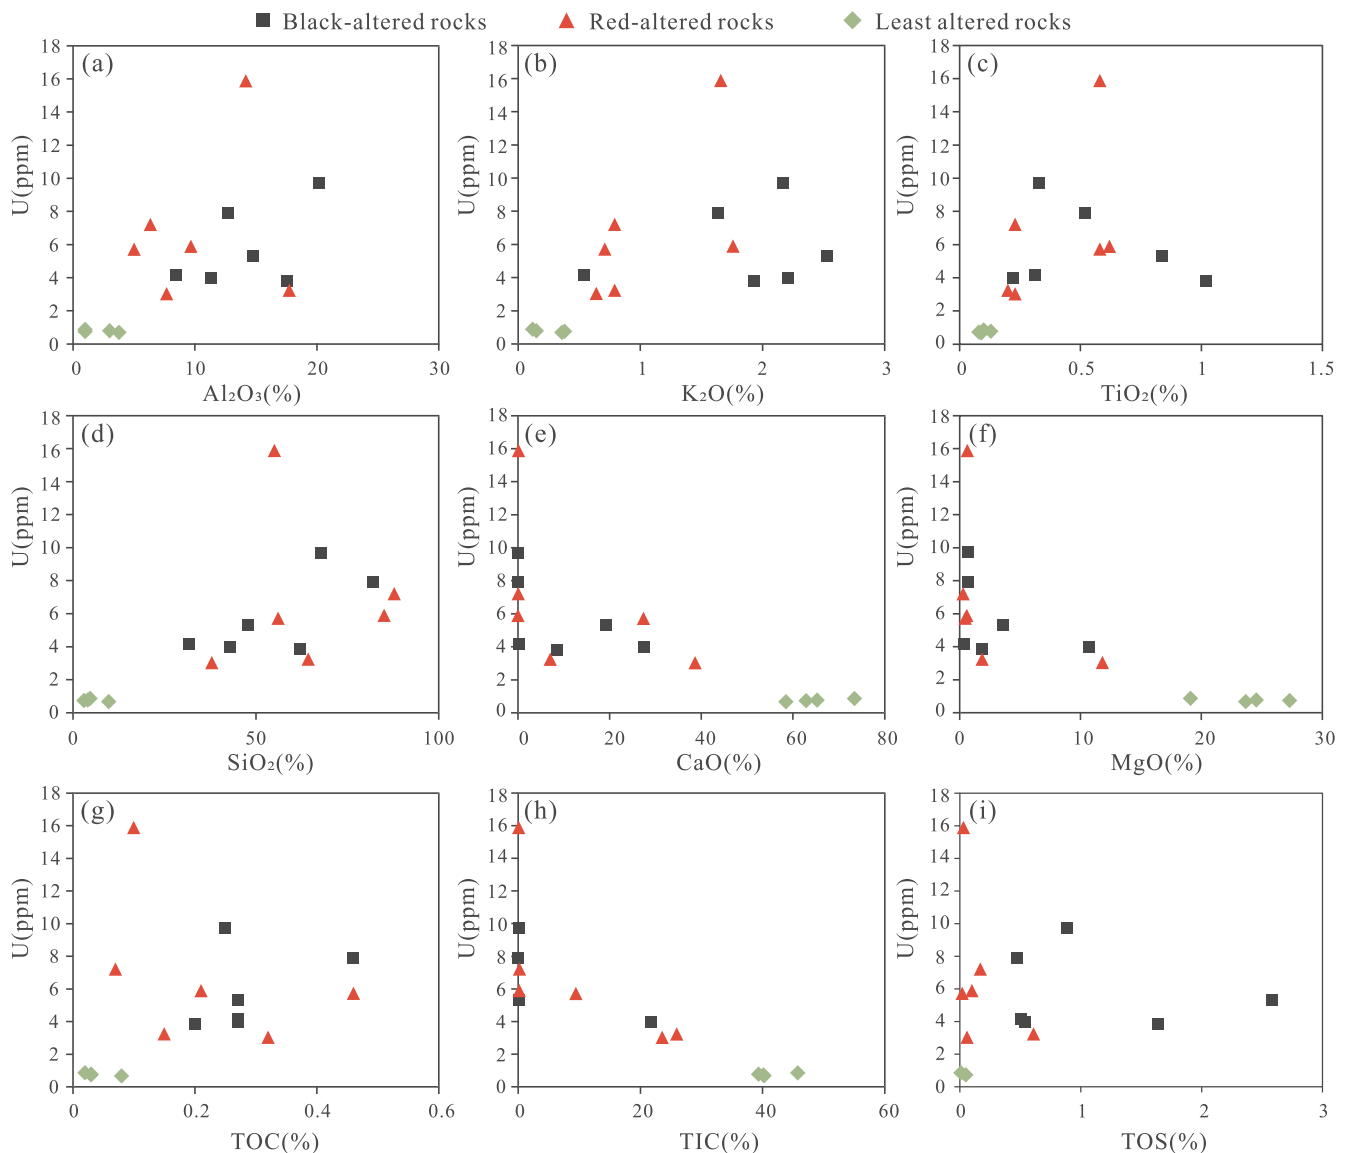 Black-altered rocks Red-altered rocks Least altered rocks
(a) (b) (c)
18 18 18
16 16 16
14 14 14
12 12 12
10 10 10
8 8 8
6 6 6
4 4 4
2 2 2
0 0 0
U(ppm) U(ppm) U(ppm)
0 10 20 30 0 1 2 3 0 0.5 1 1.5
Al₂O₃(%) K₂O(%) TiO₂(%)
(d) (e) (f)
18 18 18
16 16 16
14 14 14
12 12 12
10 10 10
8 8 8
6 6 6
4 4 4
2 2 2
0 0 0
U(ppm) U(ppm) U(ppm)
0 50 100 0 20 40 60 80 0 10 20 30
SiO₂(%) CaO(%) MgO(%)
(g) (h) (i)
18 18 18
16 16 16
14 14 14
12 12 12
10 10 10
8 8 8
6 6 6
4 4 4
2 2 2
0 0 0
U(ppm) U(ppm) U(ppm)
0 0.2 0.4 0.6 0 20 40 60 0 1 2 3
TOC(%) TIC(%) TOS(%)